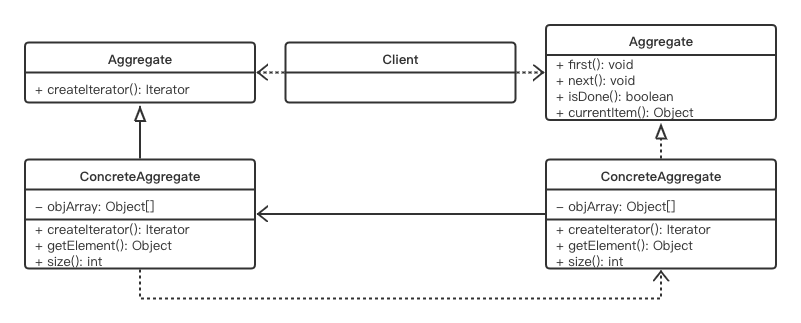 Aggregate
+ createIterator(): Iterator
Client
Aggregate
+ first(): void
+ next(): void
+ isDone(): boolean
+ currentItem(): Object
ConcreteAggregate
– objArray: Object[]
+ createIterator(): Iterator
+ getElement(): Object
+ size(): int
ConcreteAggregate
– objArray: Object[]
+ createIterator(): Iterator
+ getElement(): Object
+ size(): int